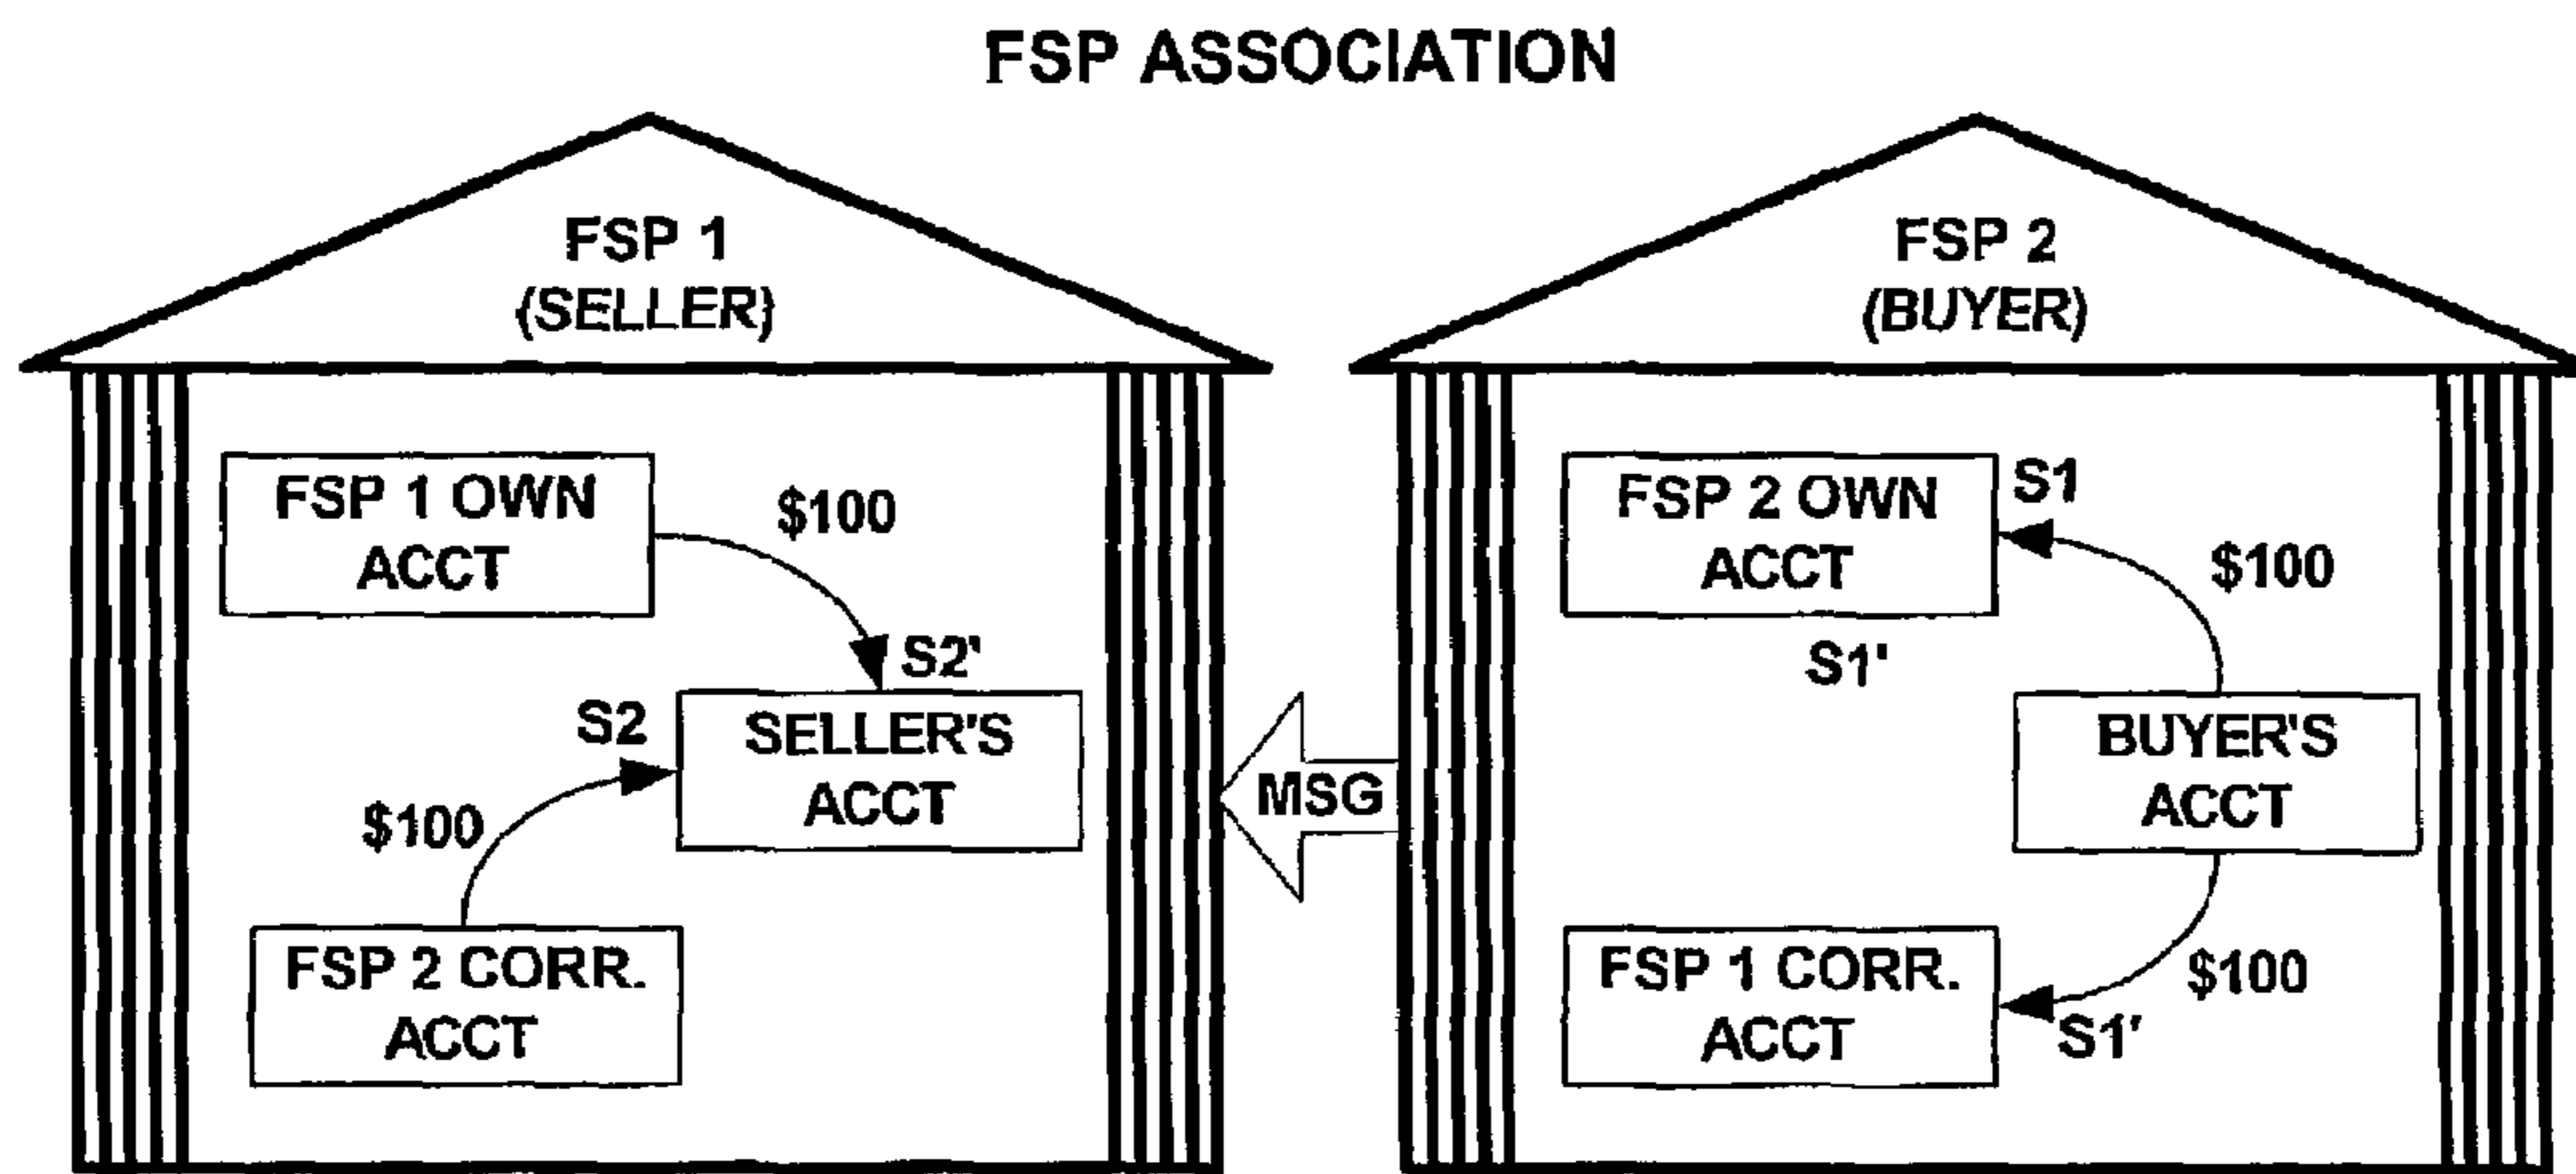 FSP ASSOCIATION
FSP 1
(SELLER)
FSP 1 OWN
ACCT
$100
S2'
S2
SELLER'S
ACCT
$100
FSP 2 CORR.
ACCT
MSG
FSP 2
(BUYER)
FSP 2 OWN
ACCT
S1
$100
S1'
BUYER'S
ACCT
FSP 1 CORR.
ACCT
$100
S1'